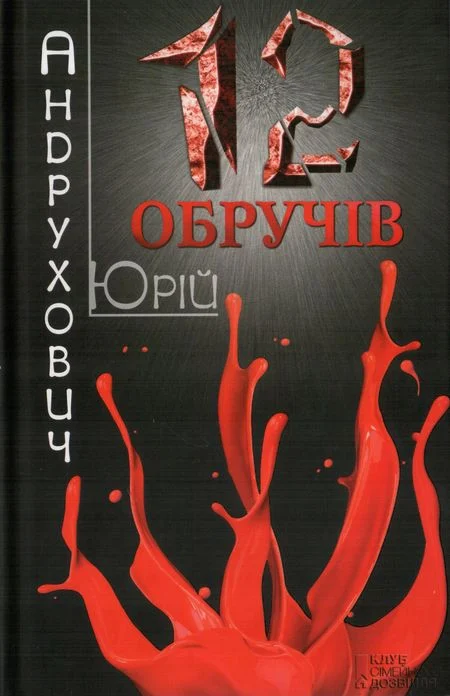 Андрухович
Юрій
12
ОБРУЧІВ
КЛУБ
СІМЕЙНОГО
ДОЗВІЛЛЯ